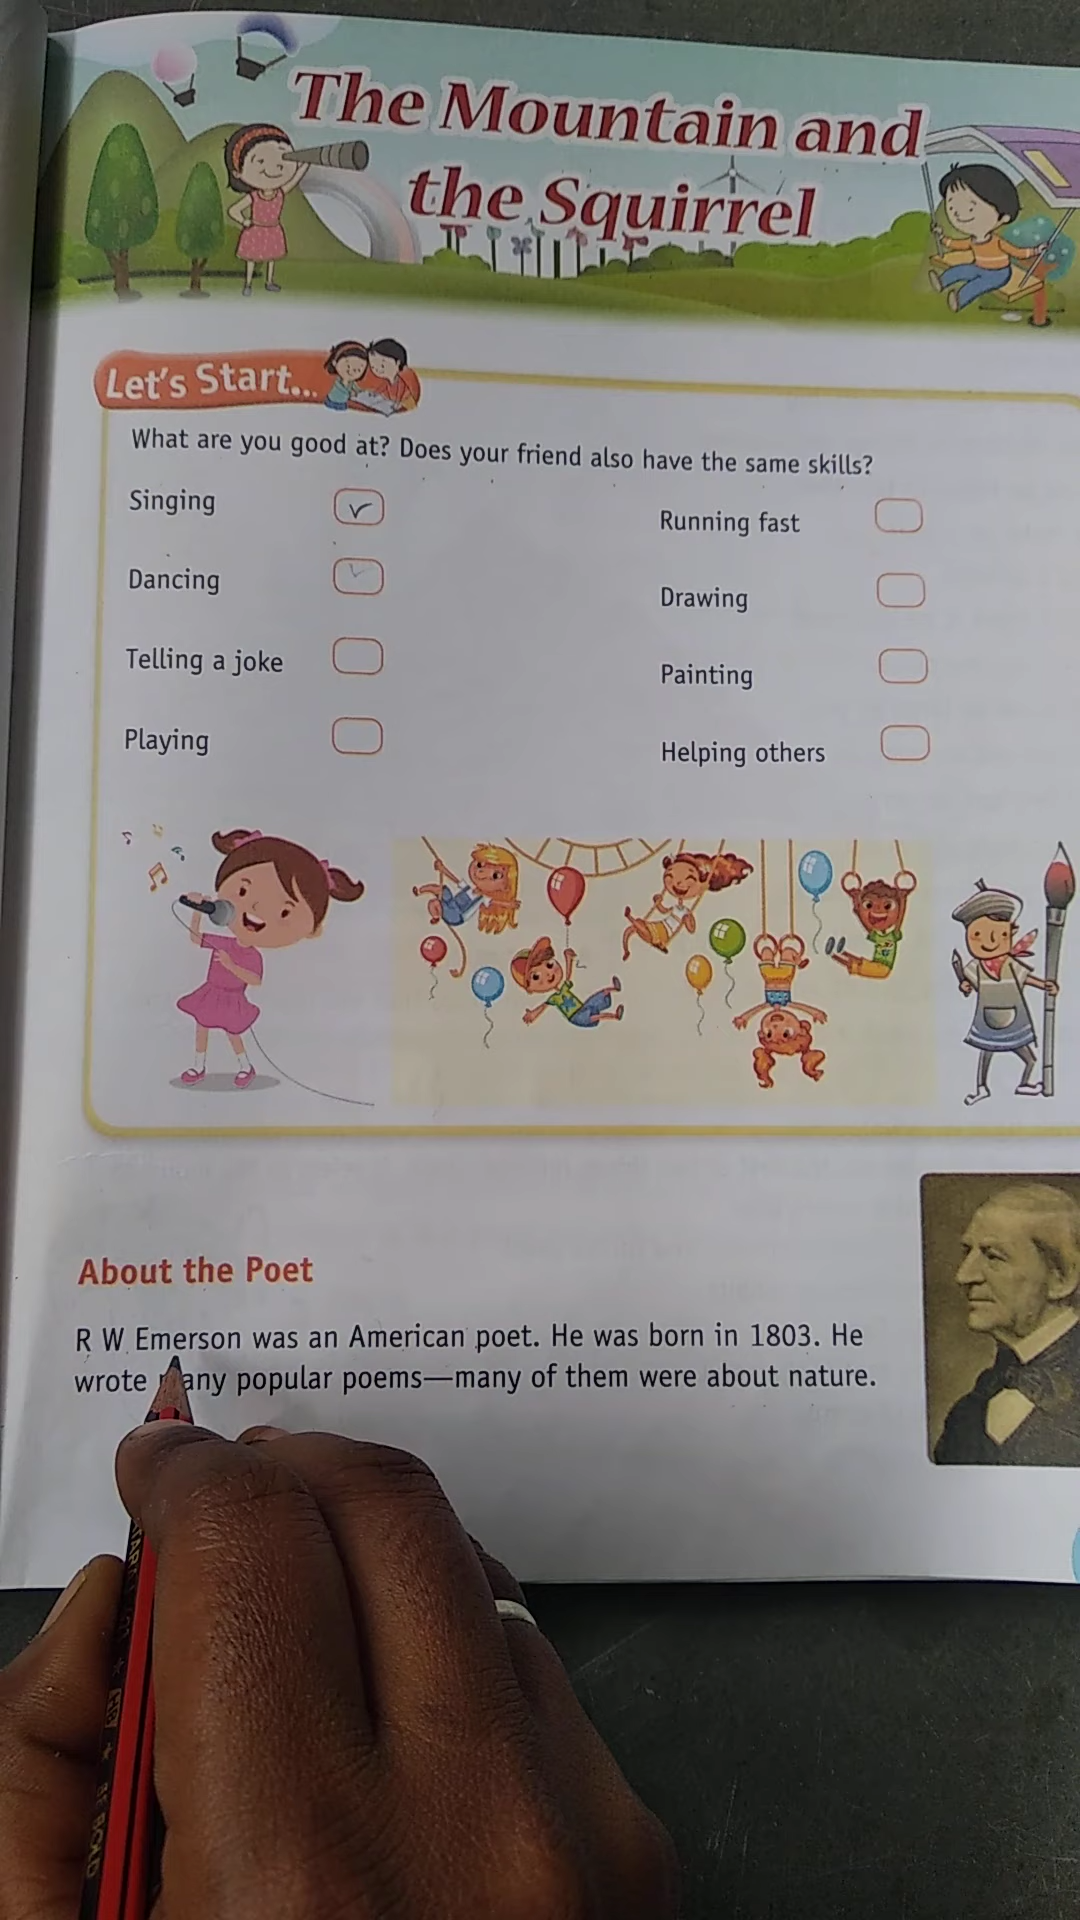 The Mountain and
the Squirrel
Let's Start...
What are you good at? Does your friend also have the same skills?
Singing
Dancing
Telling a joke
Playing
Running fast
Drawing
Painting
Helping others
About the Poet
R W Emerson was an American poet. He was born in 1803. He
wrote many popular poems—many of them were about nature.